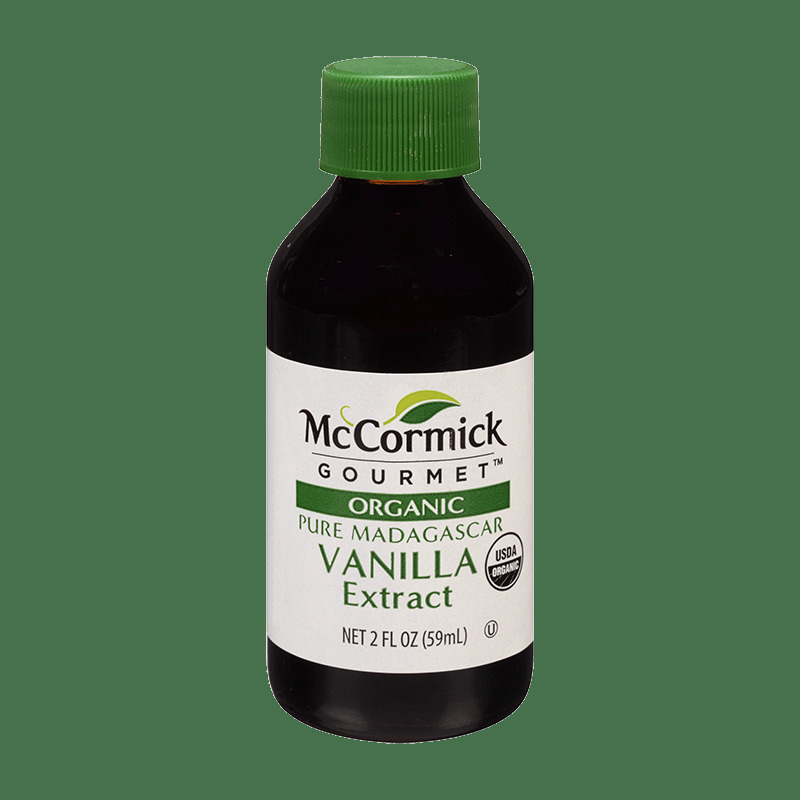 McCormick
GOURMET™
ORGANIC
PURE MADAGASCAR
VANILLA
Extract
USDA
ORGANIC
NET 2 FL OZ (59mL) Ⓤ